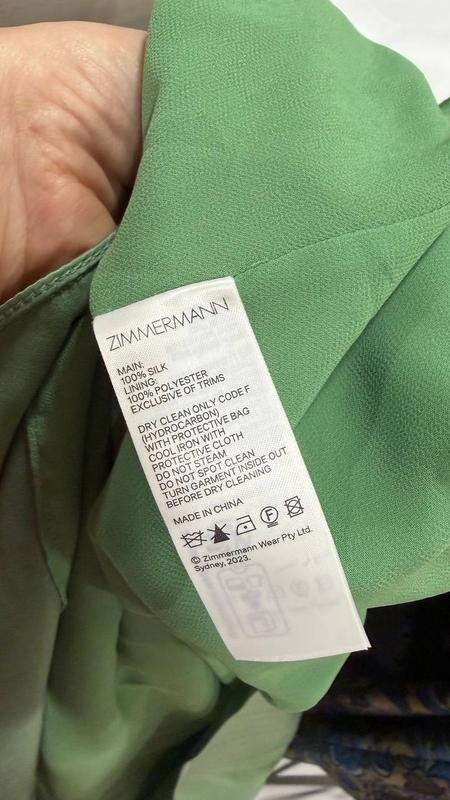 ZIMMERMANN
MAIN:
100% SILK
LINING:
100% POLYESTER
EXCLUSIVE OF TRIMS
DRY CLEAN ONLY CODE F
(HYDROCARBON)
WITH PROTECTIVE BAG
COOL IRON WITH
PROTECTIVE CLOTH
DO NOT STEAM
DO NOT SPOT CLEAN
TURN GARMENT INSIDE OUT
BEFORE DRY CLEANING
MADE IN CHINA
F
© Zimmermann Wear Pty Ltd.
Sydney, 2023.